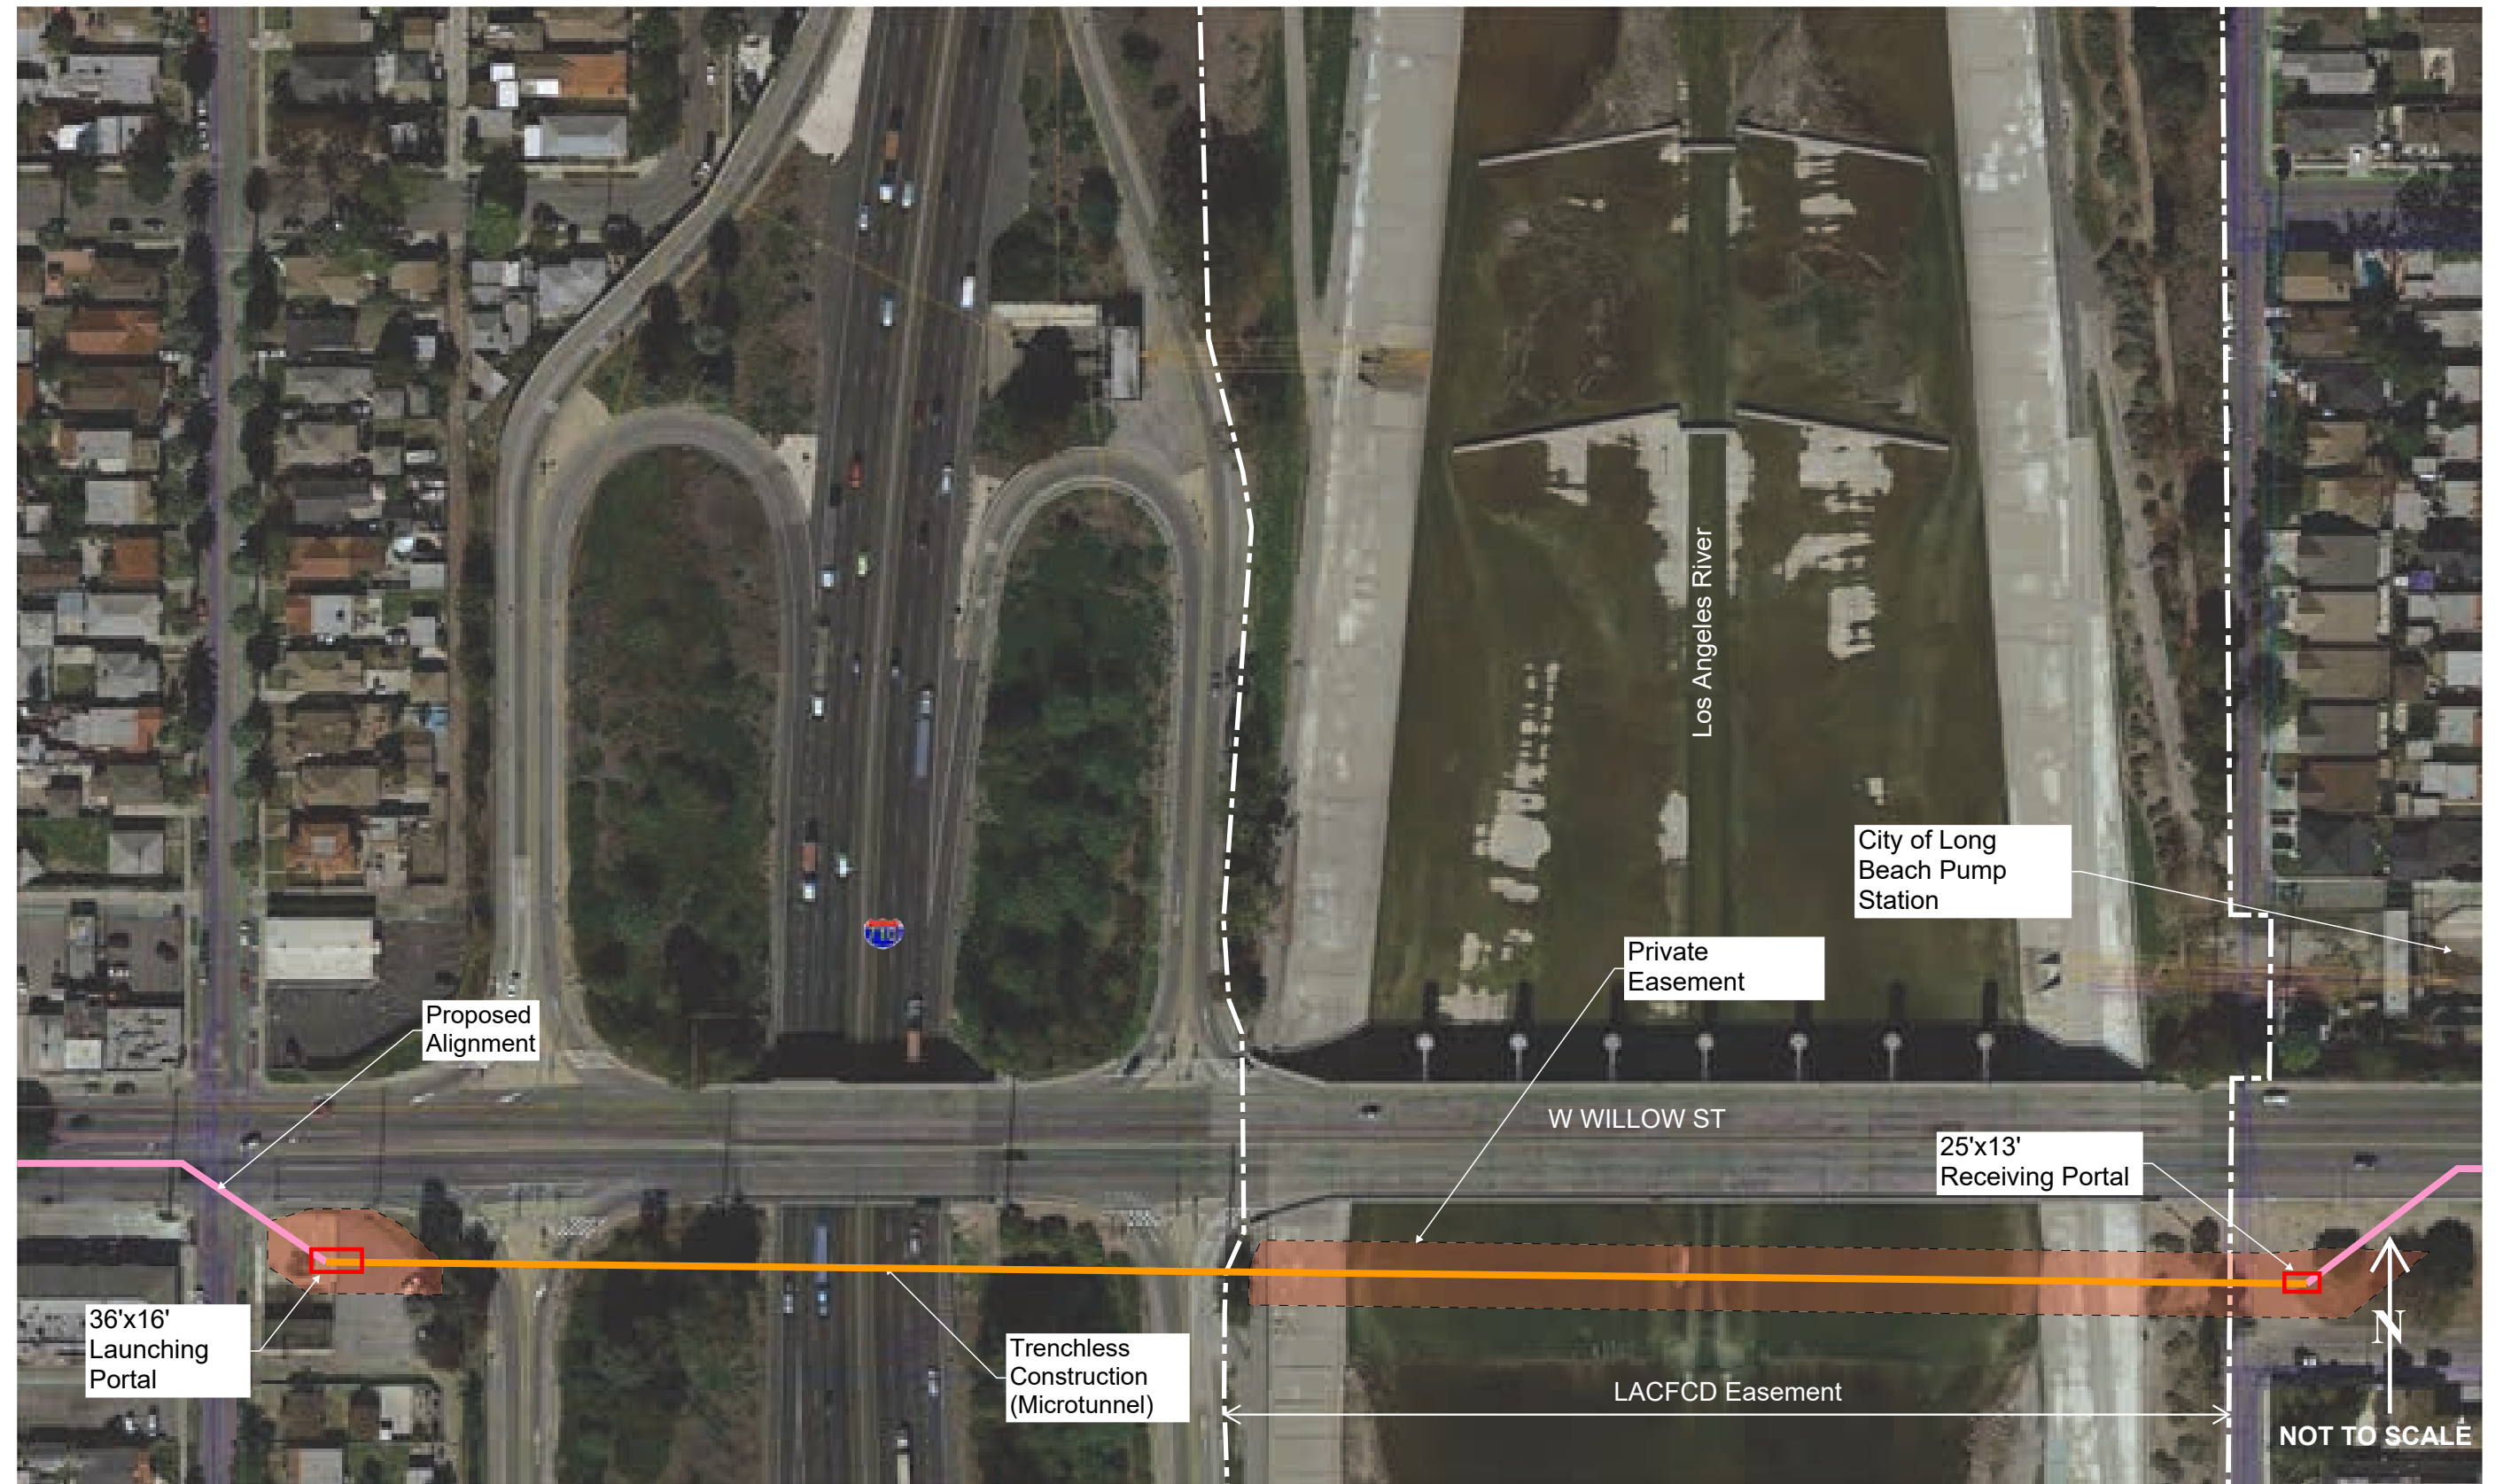 Los Angeles River
City of Long
Beach Pump
Station
710
Private
Easement
Proposed
Alignment
W WILLOW ST
25'x13'
Receiving Portal
36'x16'
Launching
Portal
Trenchless
Construction
(Microtunnel)
LACFCD Easement
N
NOT TO SCALE